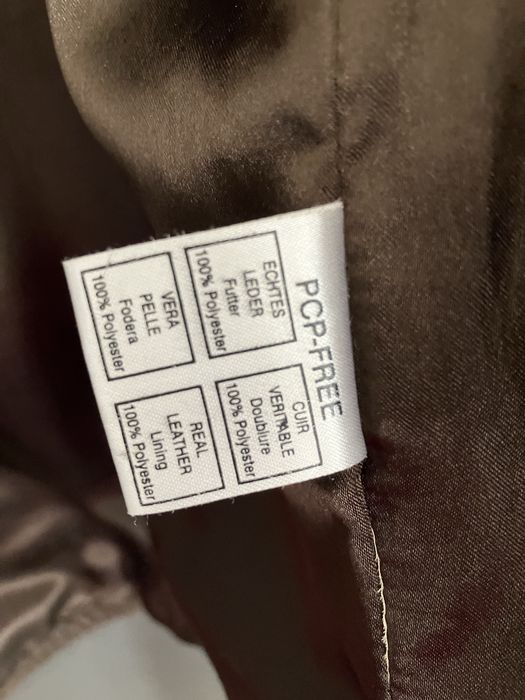 PCP-FREE
ECHTES
LEDER
Futter
100% Polyester
CUIR
VERITABLE
Doublure
100% Polyester
VERA
PELLE
Fodera
100% Polyester
REAL
LEATHER
Lining
100% Polyester